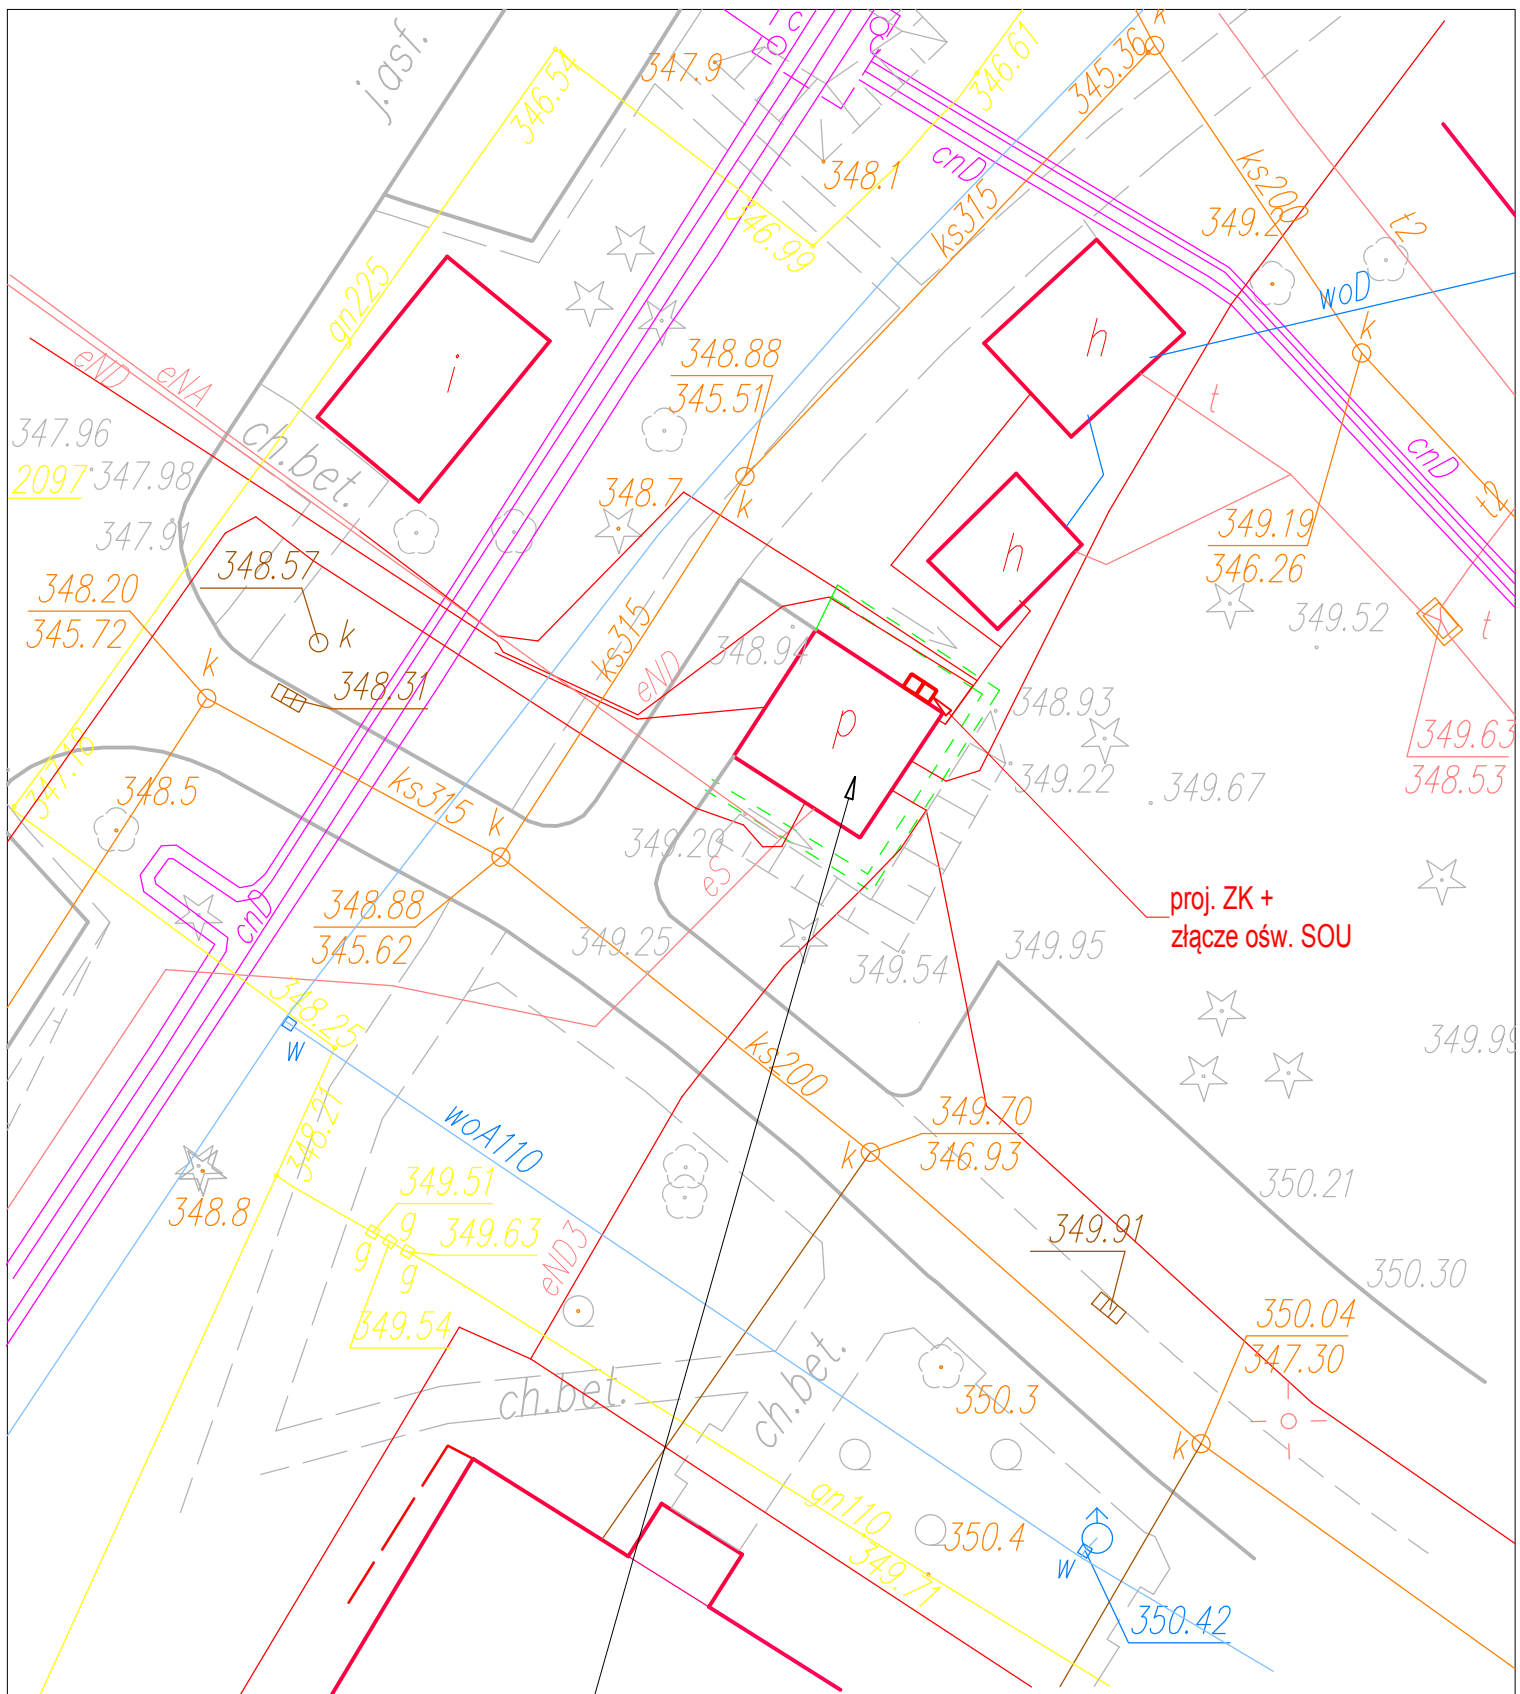 j.asf.
347.9
c
k
346.54
346.61
345.36
348.1
cnD
346.99
ks315
ks200
349.2
t2
gn225
woD
eND
eNA
i
h
k
348.88
345.51
t
347.96
ch.bet.
2097
347.98
cnD
348.7
k
t2
347.91
348.57
h
349.19
346.26
348.20
345.72
k
349.52
t
ks315
348.94
k
348.31
eND
p
348.93
349.63
348.53
347.18
348.5
ks315
k
349.22
349.67
349.20
eS
cnD
348.88
345.62
349.25
349.54
349.95
proj. ZK +
złącze ośw. SOU
348.25
w
ks200
349.99
348.21
woA110
349.70
346.93
k
348.8
349.51
g
349.63
g
g
349.54
eND3
350.21
349.91
350.30
350.04
347.30
ch.bet.
ch.bet.
350.3
k
gn110
350.4
349.71
w
350.42